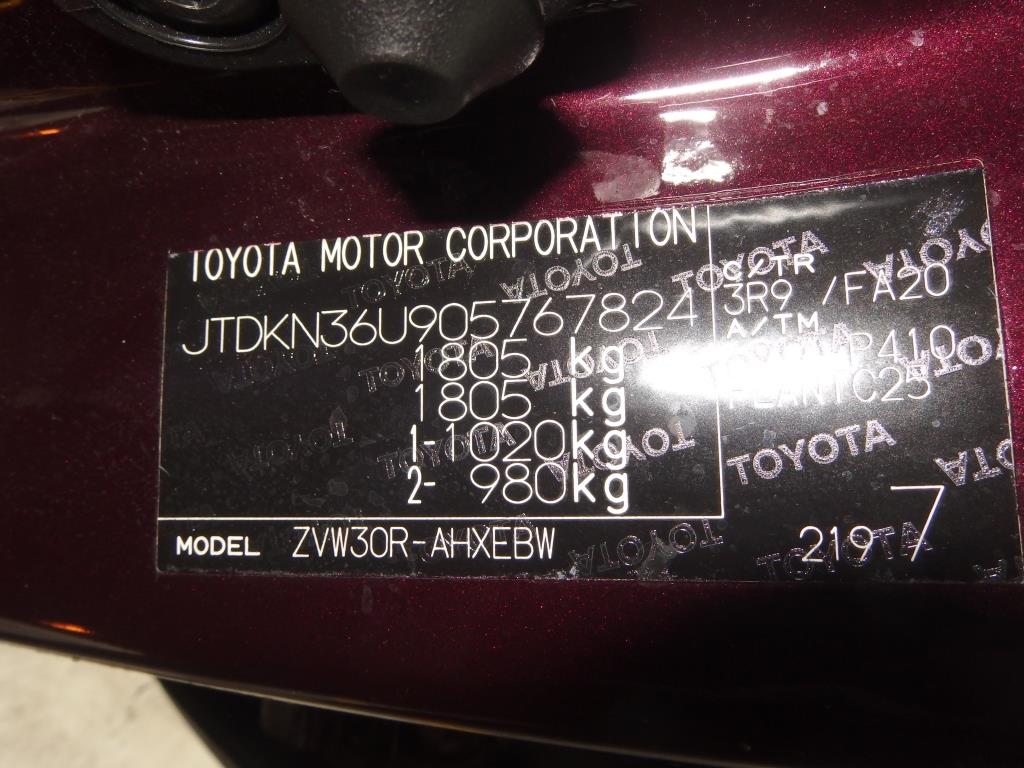 TOYOTA MOTOR CORPORATION
JTDKN36U905767824
1805 kg
1805 kg
1-1020kg
2- 980kg
MODEL ZVW30R-AHXEBW
C/TR
3R9 /FA20
A/TM
P410
PLANT C25
TOYOTA
219 7